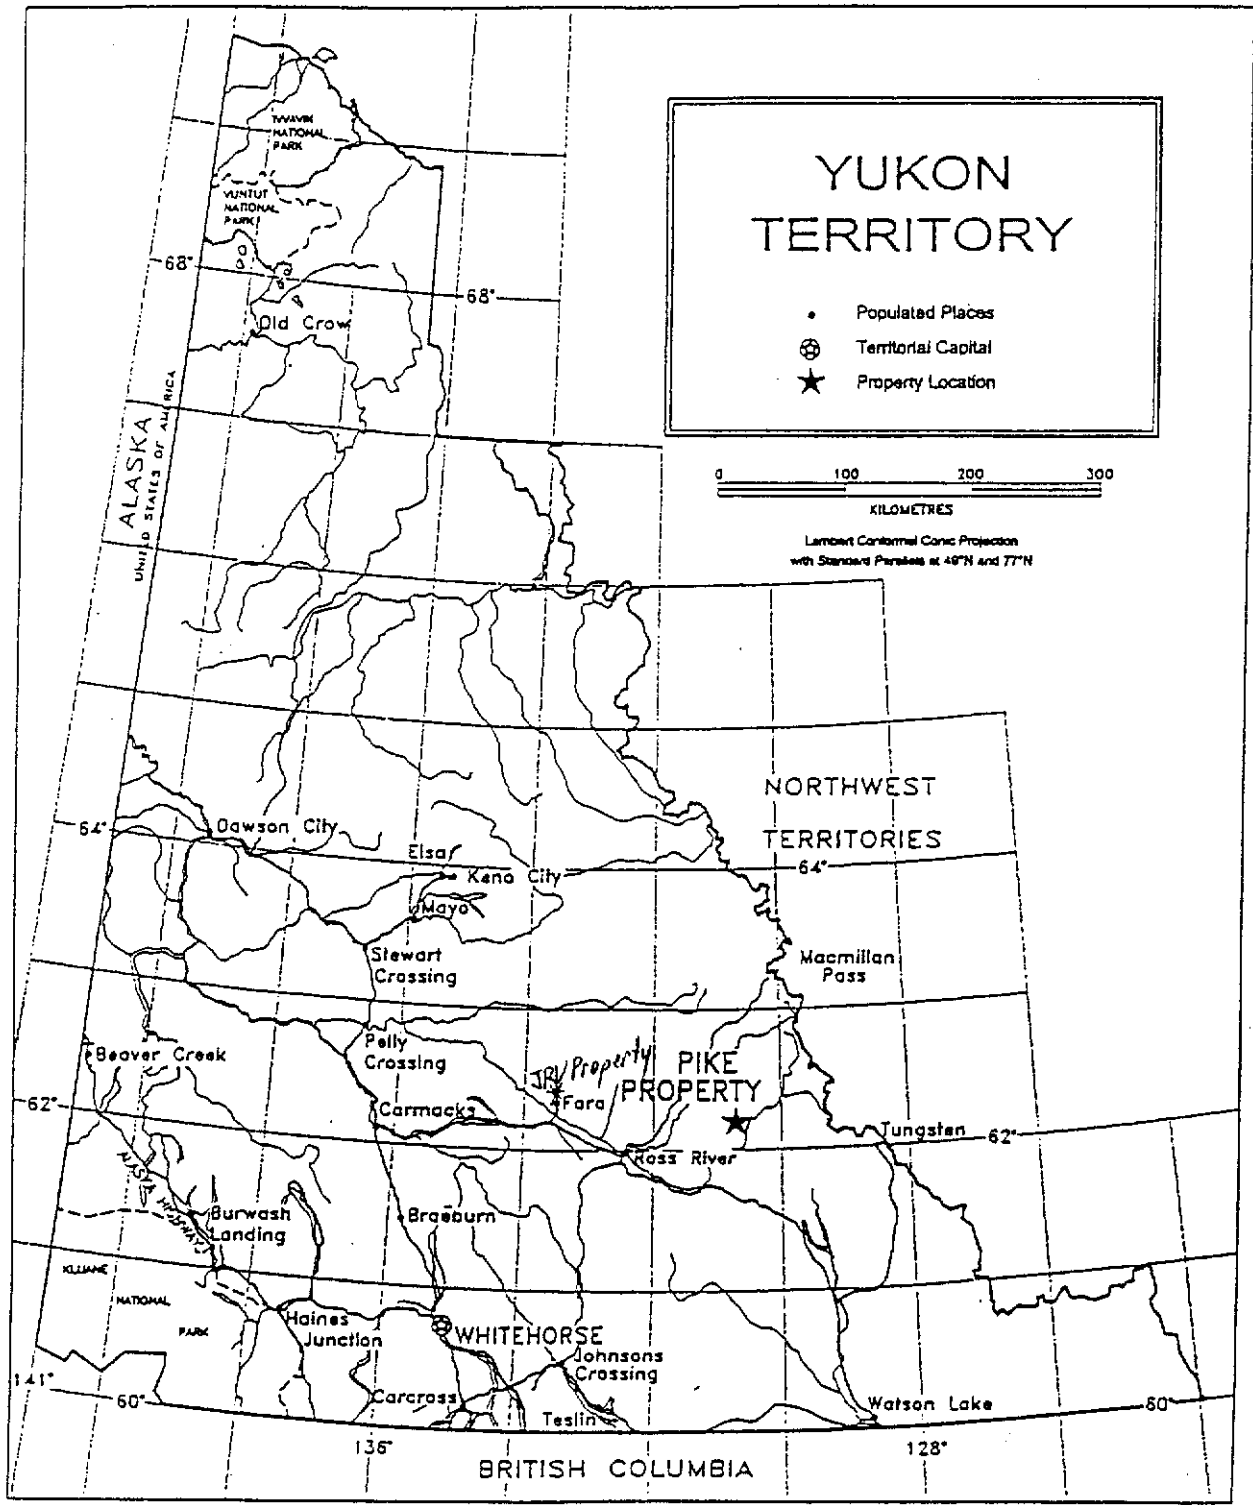 YUKON
TERRITORY
Populated Places
Territorial Capital
Property Location
0 100 200 300
KILOMETRES
Lambert Conformal Conic Projection
with Standard Parallels at 49°N and 77°N
IVVAVIK
NATIONAL
PARK
VUNTUT
NATIONAL
PARK
68°
68°
Old Crow
ALASKA
UNITED STATES OF AMERICA
NORTHWEST
TERRITORIES
64°
Dawson City
64°
Elsa
Keno City
Mayo
Stewart
Crossing
Macmillan
Pass
Pelly
Crossing
Beaver Creek
Property
PIKE
PROPERTY
62°
Carmacks
Faro
Tungsten
62°
Ross River
Burwash
Landing
Braeburn
KLUANE
NATIONAL
PARK
Haines
Junction
WHITEHORSE
Johnsons
Crossing
141°
60°
Carcross
Teslin
Watson Lake
60°
136°
128°
BRITISH COLUMBIA